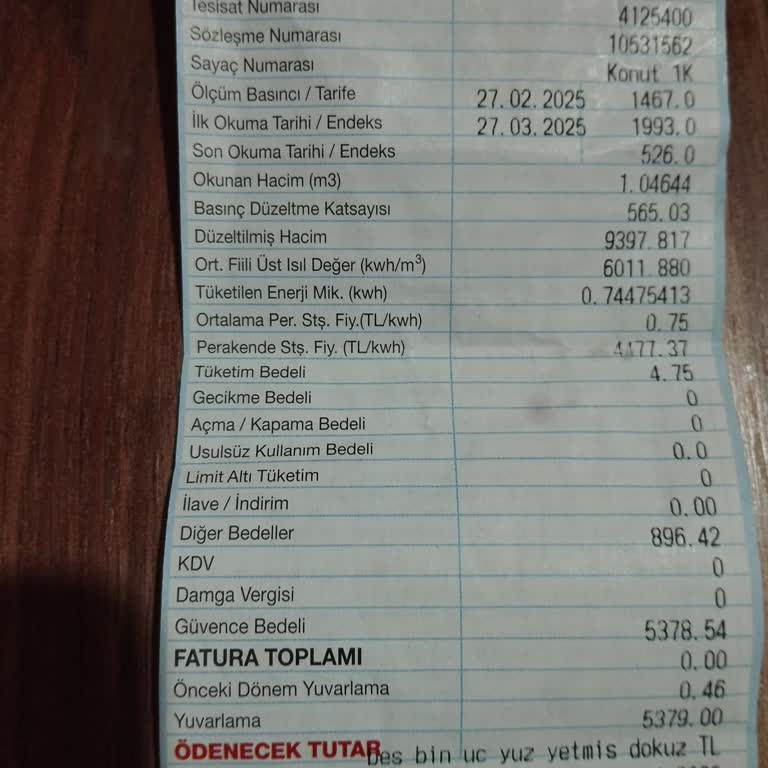 Tesisat Numarası 4125400
Sözleşme Numarası 10531562
Sayaç Numarası Konut 1K
Ölçüm Basıncı / Tarife 27.02.2025 1467.0
İlk Okuma Tarihi / Endeks 27.03.2025 1993.0
Son Okuma Tarihi / Endeks 526.0
Okunan Hacim (m3) 1.04644
Basınç Düzeltme Katsayısı 565.03
Düzeltilmiş Hacim 9397.817
Ort. Fiili Üst Isıl Değer (kwh/m³) 6011.880
Tüketilen Enerji Mik. (kwh) 0.74475413
Ortalama Per. Stş. Fiy.(TL/kwh) 0.75
Perakende Stş. Fiy. (TL/kwh) 4477.37
Tüketim Bedeli 4.75
Gecikme Bedeli 0
Açma / Kapama Bedeli 0
Usulsüz Kullanım Bedeli 0.0
Limit Altı Tüketim 0
İlave / İndirim 0.00
Diğer Bedeller 896.42
KDV 0
Damga Vergisi 0
Güvence Bedeli 5378.54
FATURA TOPLAMI 0.00
Önceki Dönem Yuvarlama 0.46
Yuvarlama 5379.00
ÖDENECEK TUTAR bes bin uc yuz yetmis dokuz TL